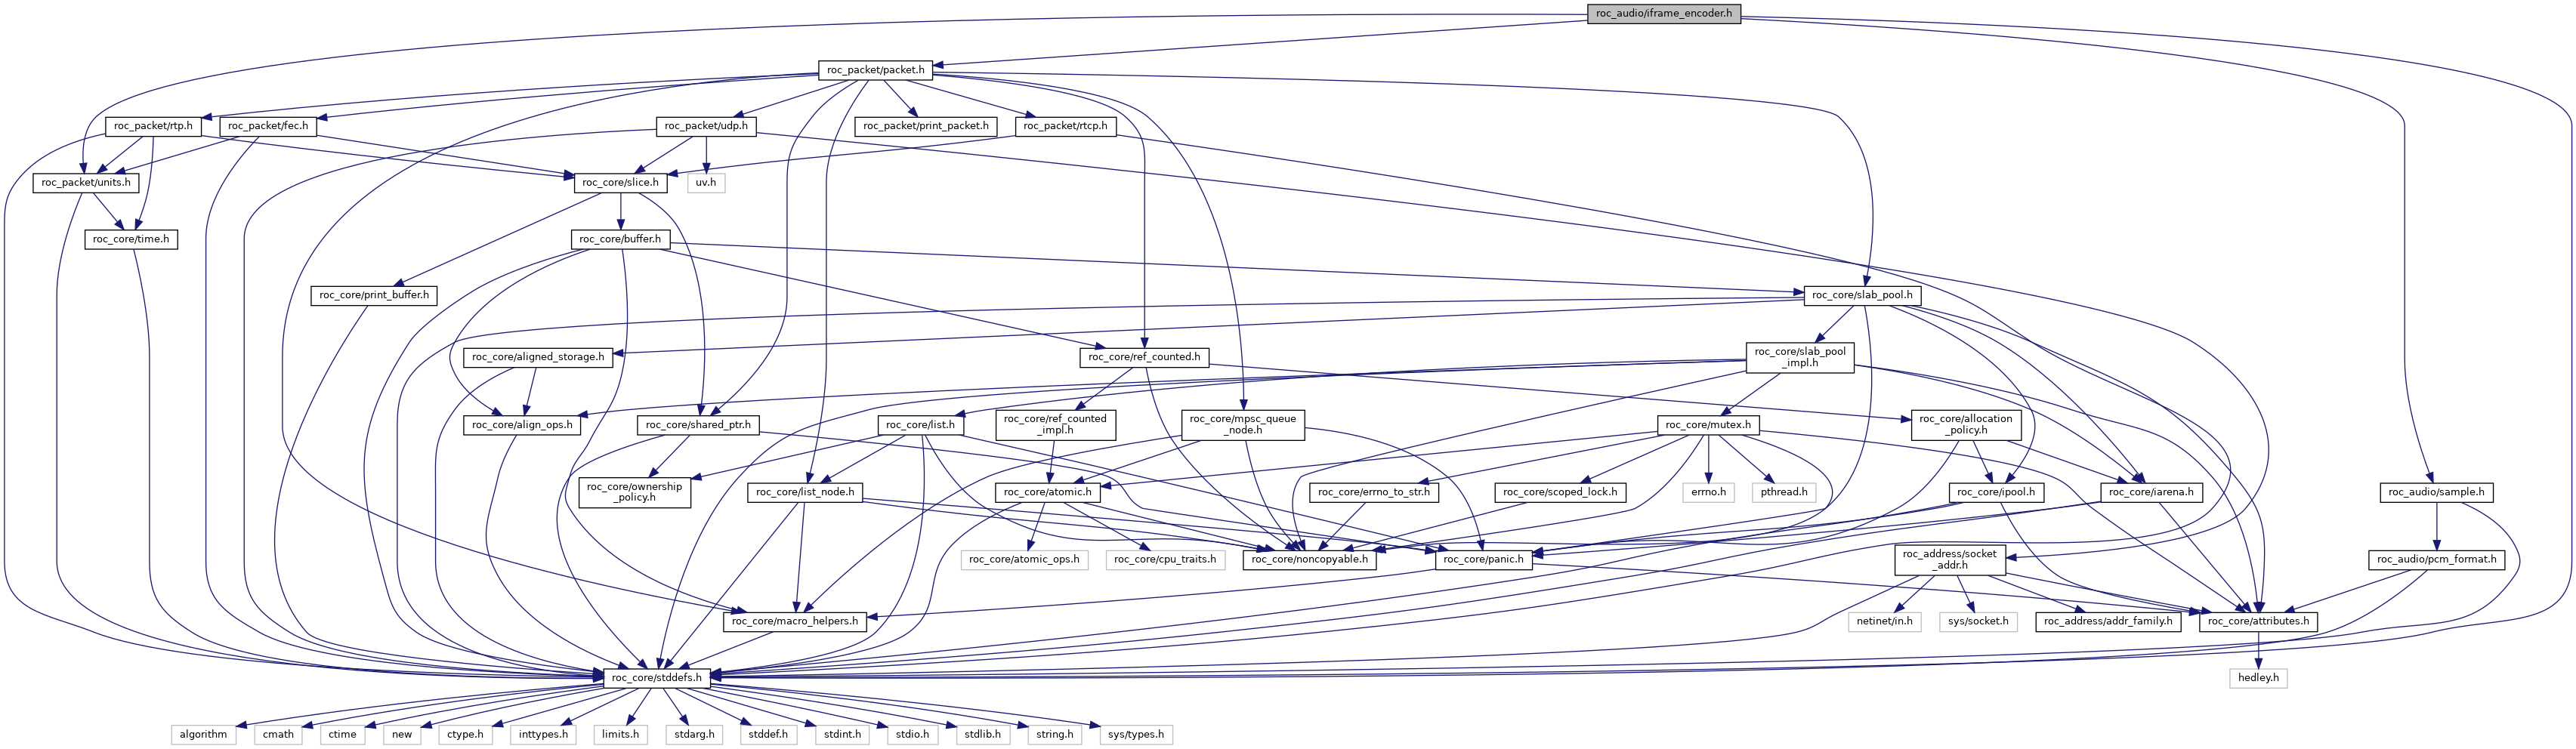 roc_audio/iframe_encoder.h
roc_packet/packet.h
roc_packet/rtp.h
roc_packet/fec.h
roc_packet/udp.h
roc_packet/print_packet.h
roc_packet/rtcp.h
roc_packet/units.h
roc_core/slice.h
uv.h
roc_core/time.h
roc_core/buffer.h
roc_core/print_buffer.h
roc_core/slab_pool.h
roc_core/aligned_storage.h
roc_core/ref_counted.h
roc_core/slab_pool
_impl.h
roc_core/align_ops.h
roc_core/shared_ptr.h
roc_core/list.h
roc_core/ref_counted
_impl.h
roc_core/mpsc_queue
_node.h
roc_core/mutex.h
roc_core/allocation
_policy.h
roc_core/ownership
_policy.h
roc_core/list_node.h
roc_core/atomic.h
roc_core/errno_to_str.h
roc_core/scoped_lock.h
errno.h
pthread.h
roc_core/ipool.h
roc_core/iarena.h
roc_audio/sample.h
roc_core/atomic_ops.h
roc_core/cpu_traits.h
roc_core/noncopyable.h
roc_core/panic.h
roc_address/socket
_addr.h
roc_audio/pcm_format.h
roc_core/macro_helpers.h
netinet/in.h
sys/socket.h
roc_address/addr_family.h
roc_core/attributes.h
roc_core/stddefs.h
hedley.h
algorithm
cmath
ctime
new
ctype.h
inttypes.h
limits.h
stdarg.h
stddef.h
stdint.h
stdio.h
stdlib.h
string.h
sys/types.h